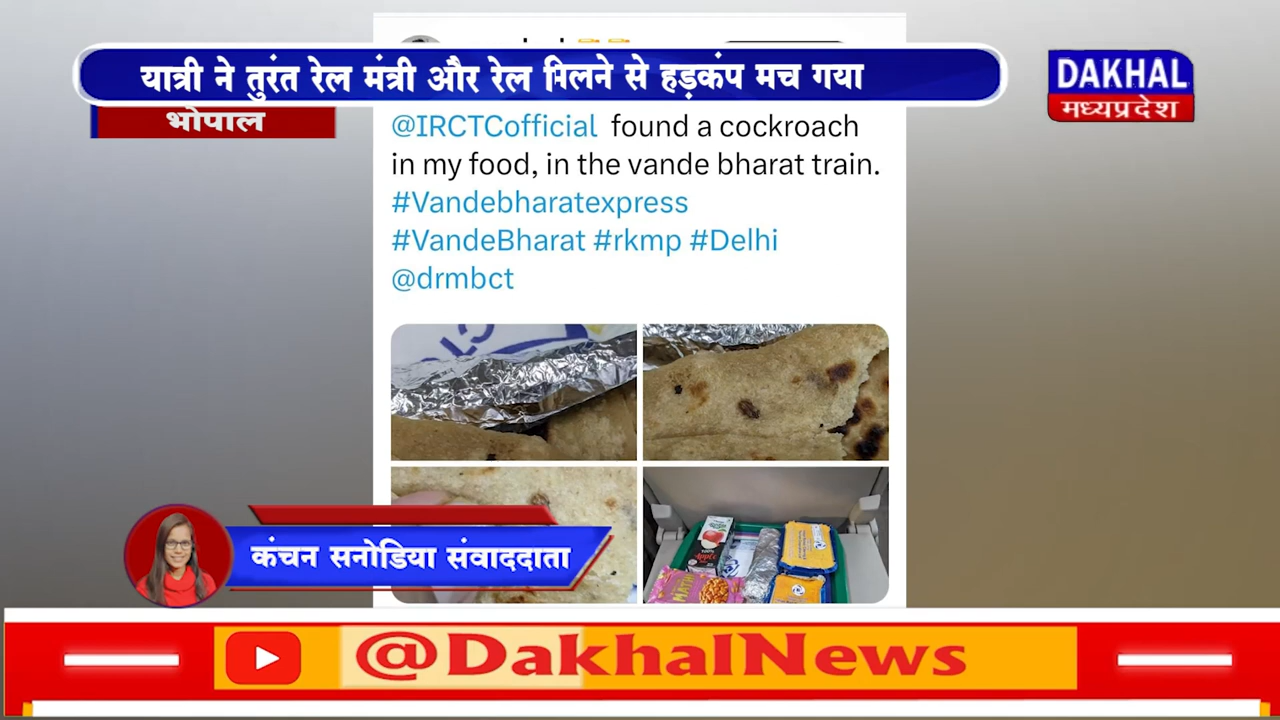 यात्री ने तुरंत रेल मंत्री और रेल मिलने से हड़कंप मच गया
भोपाल
DAKHAL
मध्यप्रदेश
@IRCTCofficial found a cockroach
in my food, in the vande bharat train.
#Vandebharatexpress
#VandeBharat #rkmp #Delhi
@drmbct
कंचन सनोडिया संवाददाता
@DakhalNews